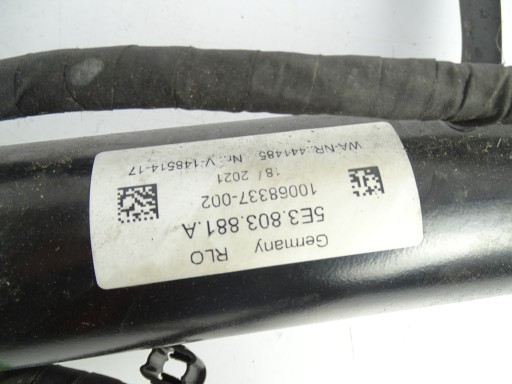 Germany RLO
5E3.803.881.A
10068337-002
18/ 2021
WA-NR.:441485 Nr.: V-148514-17